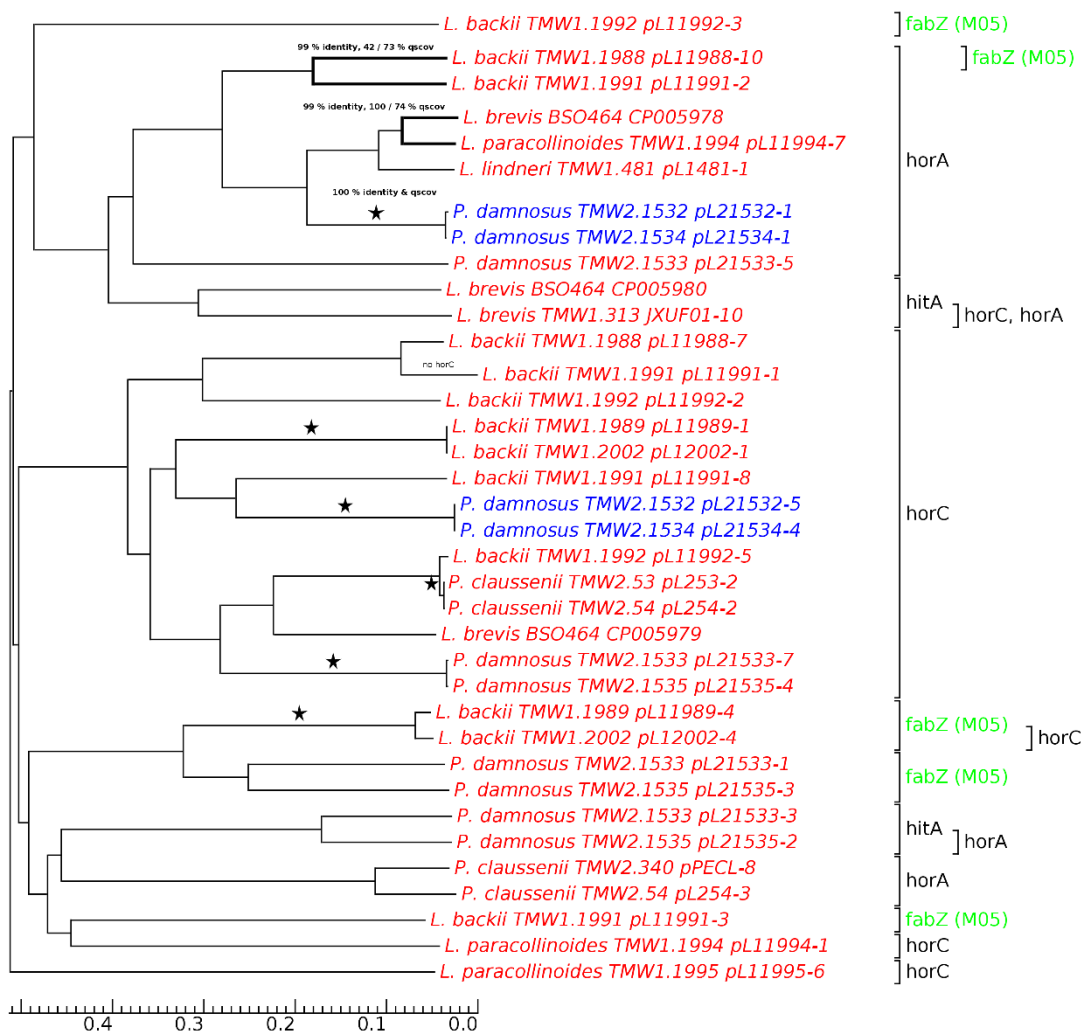 L. backii TMW1.1992 pL11992-3 fabZ (M05)
99 % identity, 42 / 73 % qscov
L. backii TMW1.1988 pL11988-10 fabZ (M05)
L. backii TMW1.1991 pL11991-2
99 % identity, 100 / 74 % qscov
L. brevis BSO464 CP005978
L. paracollinoides TMW1.1994 pL11994-7
horA
L. lindneri TMW1.481 pL1481-1
100 % identity & qscov
P. damnosus TMW2.1532 pL21532-1
P. damnosus TMW2.1534 pL21534-1
P. damnosus TMW2.1533 pL21533-5
L. brevis BSO464 CP005980
hitA
L. brevis TMW1.313 JXUF01-10 horC, horA
L. backii TMW1.1988 pL11988-7
no horC
L. backii TMW1.1991 pL11991-1
L. backii TMW1.1992 pL11992-2
L. backii TMW1.1989 pL11989-1
L. backii TMW1.2002 pL12002-1
L. backii TMW1.1991 pL11991-8
P. damnosus TMW2.1532 pL21532-5
horC
P. damnosus TMW2.1534 pL21534-4
L. backii TMW1.1992 pL11992-5
P. claussenii TMW2.53 pL253-2
P. claussenii TMW2.54 pL254-2
L. brevis BSO464 CP005979
P. damnosus TMW2.1533 pL21533-7
P. damnosus TMW2.1535 pL21535-4
L. backii TMW1.1989 pL11989-4
fabZ (M05)
L. backii TMW1.2002 pL12002-4 horC
P. damnosus TMW2.1533 pL21533-1
fabZ (M05)
P. damnosus TMW2.1535 pL21535-3
P. damnosus TMW2.1533 pL21533-3
hitA
P. damnosus TMW2.1535 pL21535-2 horA
P. claussenii TMW2.340 pPECL-8
horA
P. claussenii TMW2.54 pL254-3
L. backii TMW1.1991 pL11991-3 fabZ (M05)
L. paracollinoides TMW1.1994 pL11994-1 horC
L. paracollinoides TMW1.1995 pL11995-6 horC
0.4 0.3 0.2 0.1 0.0